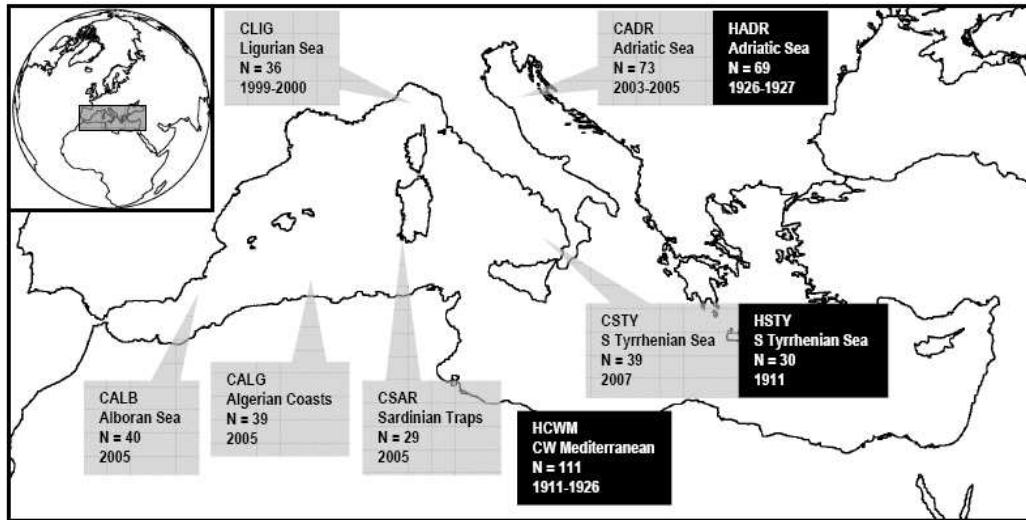 CLIG
Ligurian Sea
N = 36
1999-2000
CADR
Adriatic Sea
N = 73
2003-2005
HADR
Adriatic Sea
N = 69
1926-1927
CSTY
S Tyrrhenian Sea
N = 39
2007
HSTY
S Tyrrhenian Sea
N = 30
1911
CALB
Alboran Sea
N = 40
2005
CALG
Algerian Coasts
N = 39
2005
CSAR
Sardinian Traps
N = 29
2005
HCWM
CW Mediterranean
N = 111
1911-1926